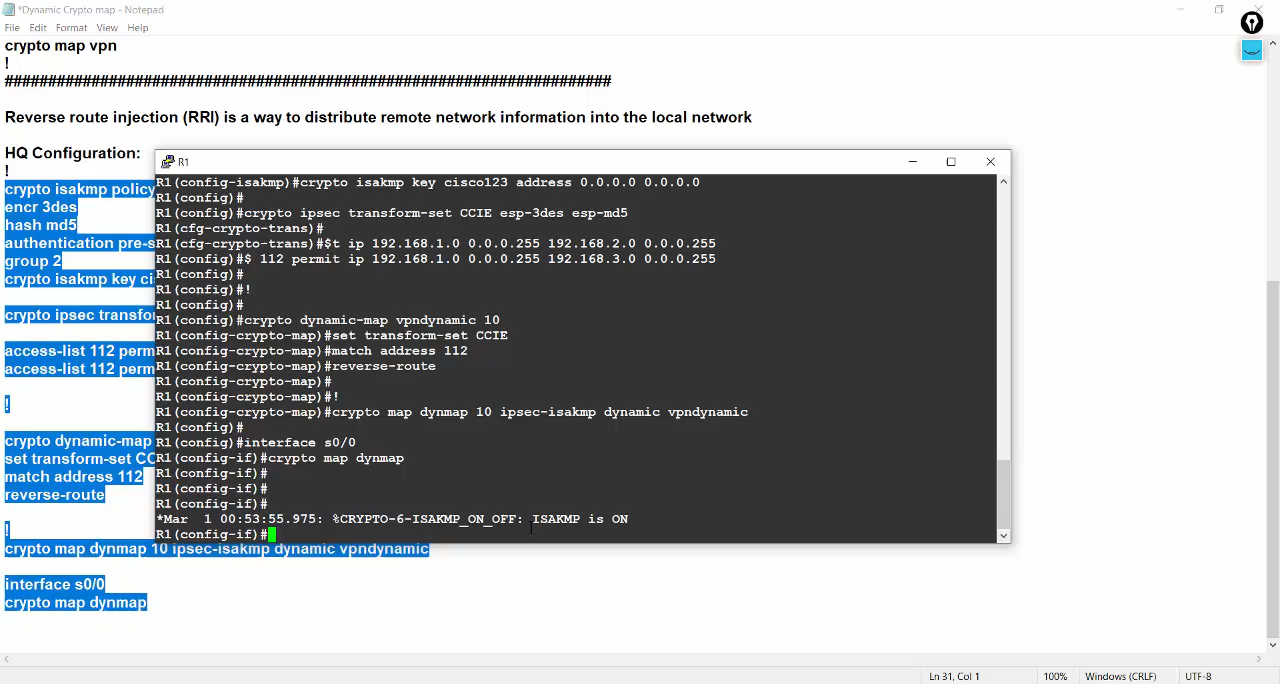 *Dynamic Crypto map - Notepad
File Edit Format View Help
crypto map vpn
!
######################################################################
Reverse route injection (RRI) is a way to distribute remote network information into the local network
HQ Configuration:
!
crypto isakmp policy
encr 3des
hash md5
authentication pre-s
group 2
crypto isakmp key ci
crypto ipsec transfo
access-list 112 perm
access-list 112 perm
!
crypto dynamic-map
set transform-set CC
match address 112
reverse-route
!
crypto map dynmap 10 ipsec-isakmp dynamic vpndynamic
interface s0/0
crypto map dynmap
R1
R1(config-isakmp)#crypto isakmp key cisco123 address 0.0.0.0 0.0.0.0
R1(config)#
R1(config)#crypto ipsec transform-set CCIE esp-3des esp-md5
R1(cfg-crypto-trans)#
R1(cfg-crypto-trans)#$t ip 192.168.1.0 0.0.0.255 192.168.2.0 0.0.0.255
R1(config)#$ 112 permit ip 192.168.1.0 0.0.0.255 192.168.3.0 0.0.0.255
R1(config)#
R1(config)#!
R1(config)#
R1(config)#crypto dynamic-map vpndynamic 10
R1(config-crypto-map)#set transform-set CCIE
R1(config-crypto-map)#match address 112
R1(config-crypto-map)#reverse-route
R1(config-crypto-map)#
R1(config-crypto-map)#!
R1(config-crypto-map)#crypto map dynmap 10 ipsec-isakmp dynamic vpndynamic
R1(config)#
R1(config)#interface s0/0
R1(config-if)#crypto map dynmap
R1(config-if)#
R1(config-if)#
R1(config-if)#
*Mar 1 00:53:55.975: %CRYPTO-6-ISAKMP_ON_OFF: ISAKMP is ON
R1(config-if)#
Ln 31, Col 1 100% Windows (CRLF) UTF-8